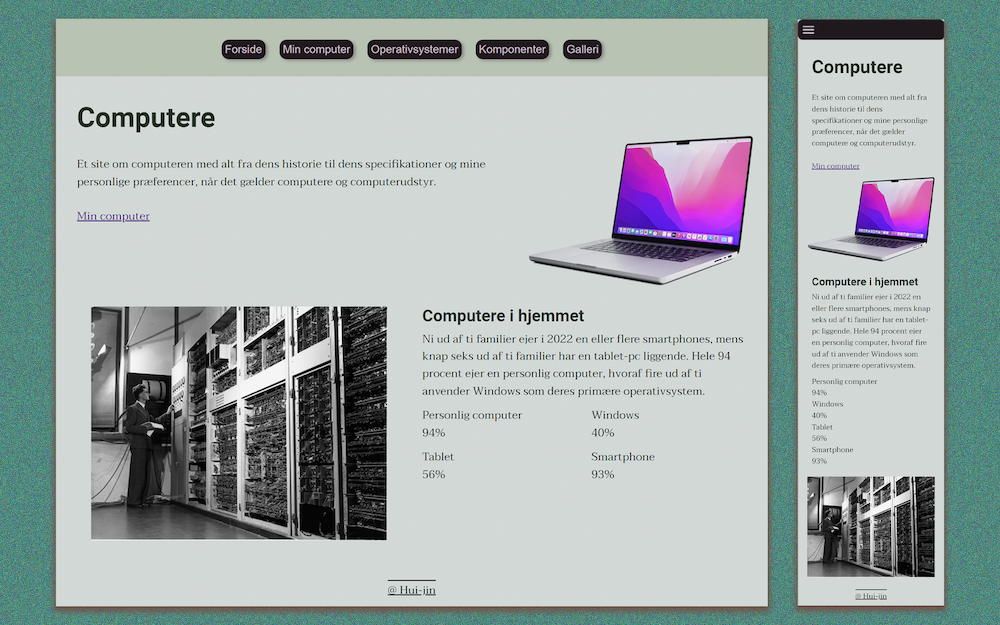 Forside
Min computer
Operativsystemer
Komponenter
Galleri
Computere
Et site om computeren med alt fra dens historie til dens specifikationer og mine
personlige præferencer, når det gælder computere og computerudstyr.
Min computer
Computere i hjemmet
Ni ud af ti familier ejer i 2022 en eller flere smartphones, mens
knap seks ud af ti familier har en tablet-pc liggende. Hele 94
procent ejer en personlig computer, hvoraf fire ud af ti
anvender Windows som deres primære operativsystem.
Personlig computer
94%
Windows
40%
Tablet
56%
Smartphone
93%
@ Hui-jin
Computere
Et site om computeren med alt fra
dens historie til dens
specifikationer og mine personlige
præferencer, når det gælder
computere og computerudstyr.
Min computer
Computere i hjemmet
Ni ud af ti familier ejer i 2022 en
eller flere smartphones, mens knap
seks ud af ti familier har en tablet-
pc liggende. Hele 94 procent ejer
en personlig computer, hvoraf fire
ud af ti anvender Windows som
deres primære operativsystem.
Personlig computer
94%
Windows
40%
Tablet
56%
Smartphone
93%
@ Hui-jin